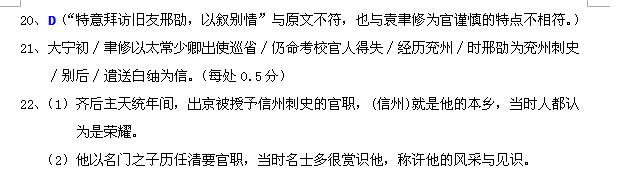 20、D（“特意拜访旧友邢劭，以叙别情”与原文不符，也与袁聿修为官谨慎的特点不相符。）
21、大宁初／聿修以太常少卿出使巡省／仍命考校官人得失／经历兖州／时邢劭为兖州刺史
／别后／遣送白䌷为信。（每处 0.5 分）
22、（1）齐后主天统年间，出京被授予信州刺史的官职，(信州)就是他的本乡，当时人都认
为是荣耀。
（2）他以名门之子历任清要官职，当时名士多很赏识他，称许他的风采与见识。